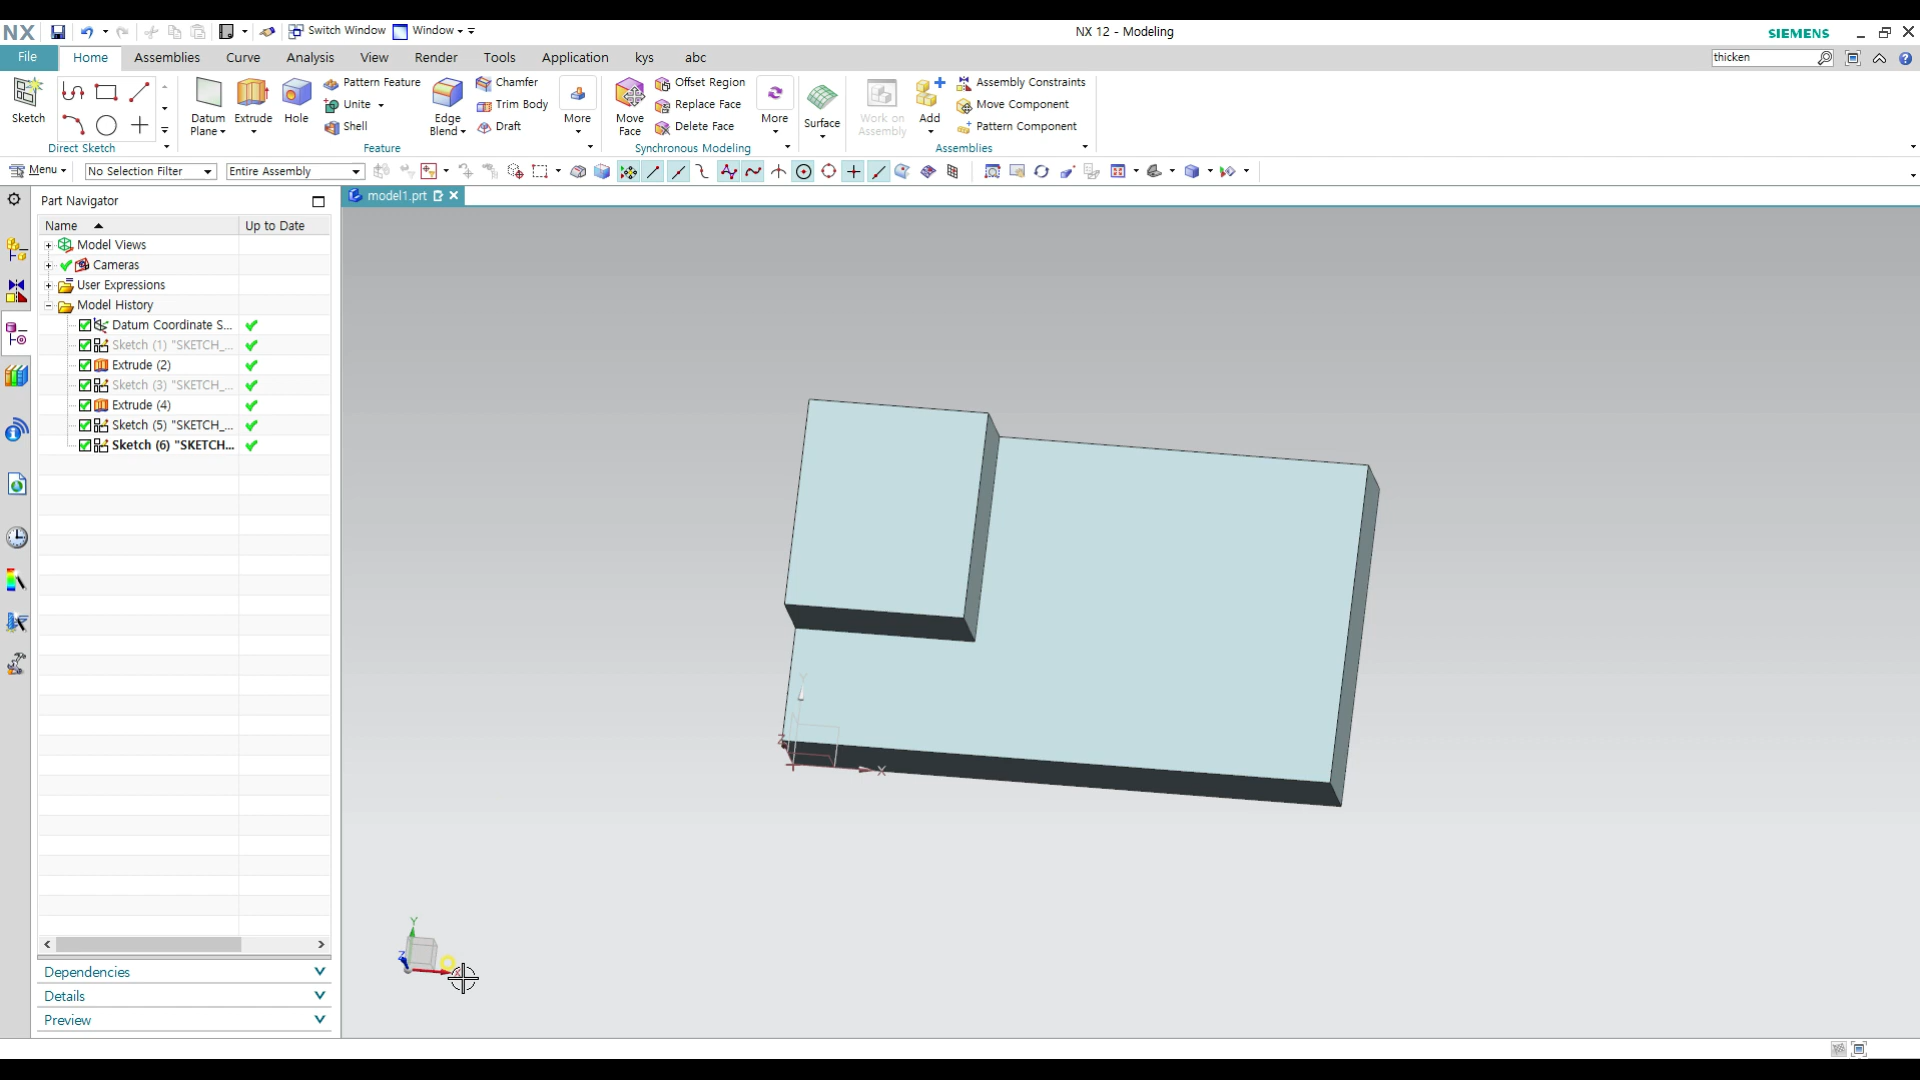 NX Switch Window Window NX 12 - Modeling SIEMENS
File Home Assemblies Curve Analysis View Render Tools Application kys abc thicken
Sketch
Direct Sketch
Datum Plane
Extrude
Hole
Pattern Feature
Unite
Shell
Edge Blend
Chamfer
Trim Body
Draft
More
Feature
Move Face
Offset Region
Replace Face
Delete Face
More
Synchronous Modeling
Surface
Work on Assembly
Add
Assembly Constraints
Move Component
Pattern Component
Assemblies
Menu No Selection Filter Entire Assembly
Part Navigator
model1.prt
Name Up to Date
Model Views
Cameras
User Expressions
Model History
Datum Coordinate S...
Sketch (1) "SKETCH_...
Extrude (2)
Sketch (3) "SKETCH_...
Extrude (4)
Sketch (5) "SKETCH_...
Sketch (6) "SKETCH...
Y
Z
X
Y
Z
X
Dependencies
Details
Preview